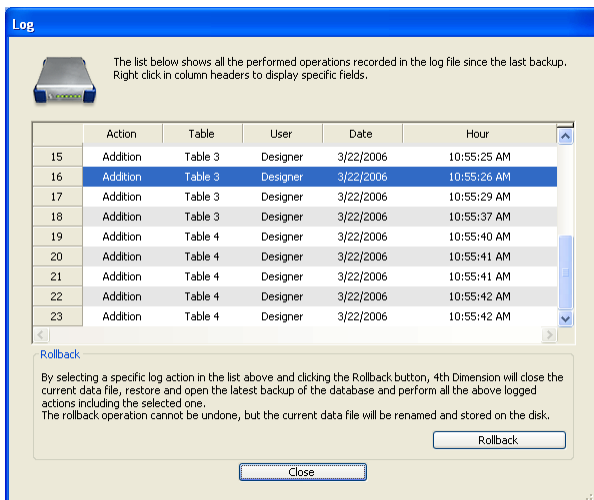 Log
The list below shows all the performed operations recorded in the log file since the last backup.
Right click in column headers to display specific fields.
Action Table User Date Hour
15 Addition Table 3 Designer 3/22/2006 10:55:25 AM
16 Addition Table 3 Designer 3/22/2006 10:55:26 AM
17 Addition Table 3 Designer 3/22/2006 10:55:29 AM
18 Addition Table 3 Designer 3/22/2006 10:55:37 AM
19 Addition Table 4 Designer 3/22/2006 10:55:40 AM
20 Addition Table 4 Designer 3/22/2006 10:55:41 AM
21 Addition Table 4 Designer 3/22/2006 10:55:41 AM
22 Addition Table 4 Designer 3/22/2006 10:55:42 AM
23 Addition Table 4 Designer 3/22/2006 10:55:42 AM
Rollback
By selecting a specific log action in the list above and clicking the Rollback button, 4th Dimension will close the
current data file, restore and open the latest backup of the database and perform all the above logged
actions including the selected one.
The rollback operation cannot be undone, but the current data file will be renamed and stored on the disk.
Rollback
Close